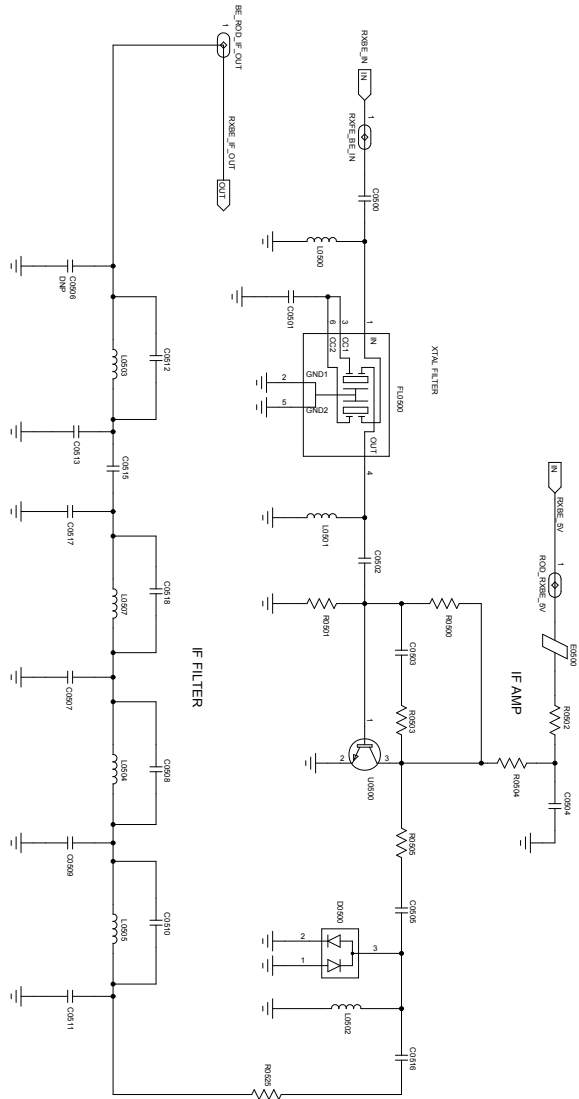 RXBE_5V
IN
1
ROD_RXBE_5V
E0500
R0502
C0504
R0504
IF AMP
R0500
C0503
R0503
R0505
C0505
U0500
1
2
3
D0500
2
1
3
L0502
C0516
R0525
RXBE_IN
IN
1
RXFE_BE_IN
C0500
L0500
C0501
XTAL FILTER
FL0500
1
3
6
IN
CC1
CC2
GND1
GND2
2
5
OUT
4
L0501
C0502
R0501
BE_ROD_IF_OUT
1
RXBE_IF_OUT
OUT
IF FILTER
C0506
DNP
C0512
L0503
C0513
C0515
C0517
C0518
L0507
C0507
C0508
L0504
C0509
C0510
L0505
C0511